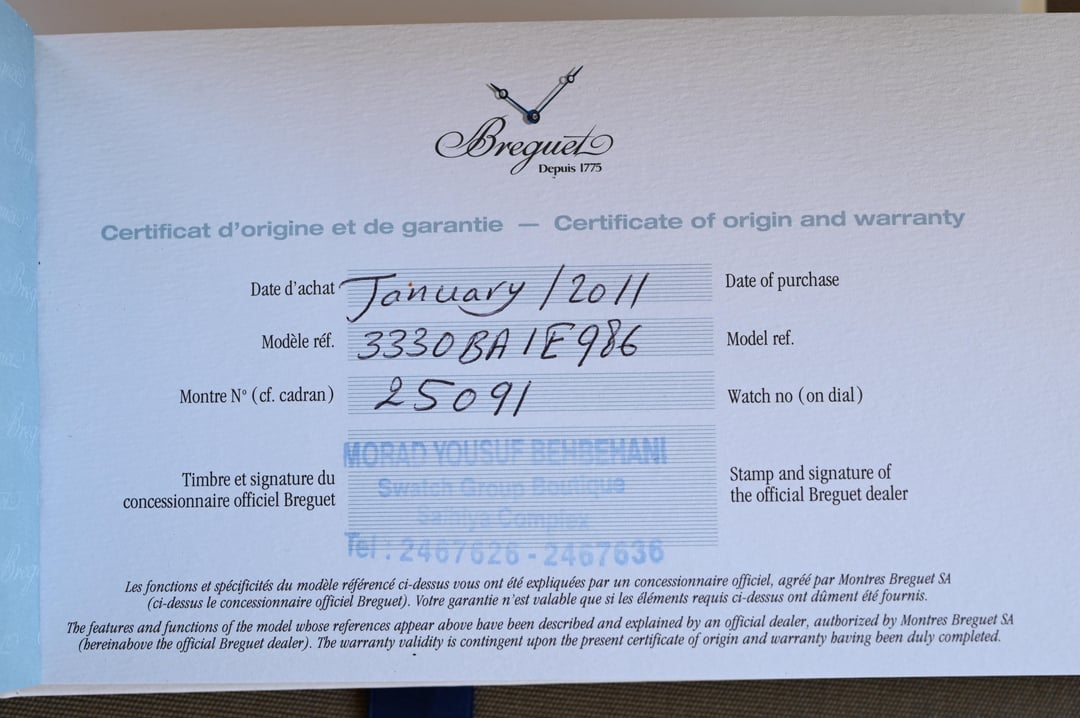 Breguet
Depuis 1775
Certificat d'origine et de garantie — Certificate of origin and warranty
Date d'achat January / 2011 Date of purchase
Modèle réf. 3330BA1E986 Model ref.
Montre N° (cf. cadran) 25091 Watch no (on dial)
MORAD YOUSUF BEHBEHANI
Swatch Group Boutique
Salhiya Complex
Tel : 2467626 - 2467636
Timbre et signature du
concessionnaire officiel Breguet
Stamp and signature of
the official Breguet dealer
Les fonctions et spécificités du modèle référencé ci-dessus vous ont été expliquées par un concessionnaire officiel, agréé par Montres Breguet SA
(ci-dessus le concessionnaire officiel Breguet). Votre garantie n'est valable que si les éléments requis ci-dessus ont dûment été fournis.
The features and functions of the model whose references appear above have been described and explained by an official dealer, authorized by Montres Breguet SA
(hereinabove the official Breguet dealer). The warranty validity is contingent upon the present certificate of origin and warranty having been duly completed.